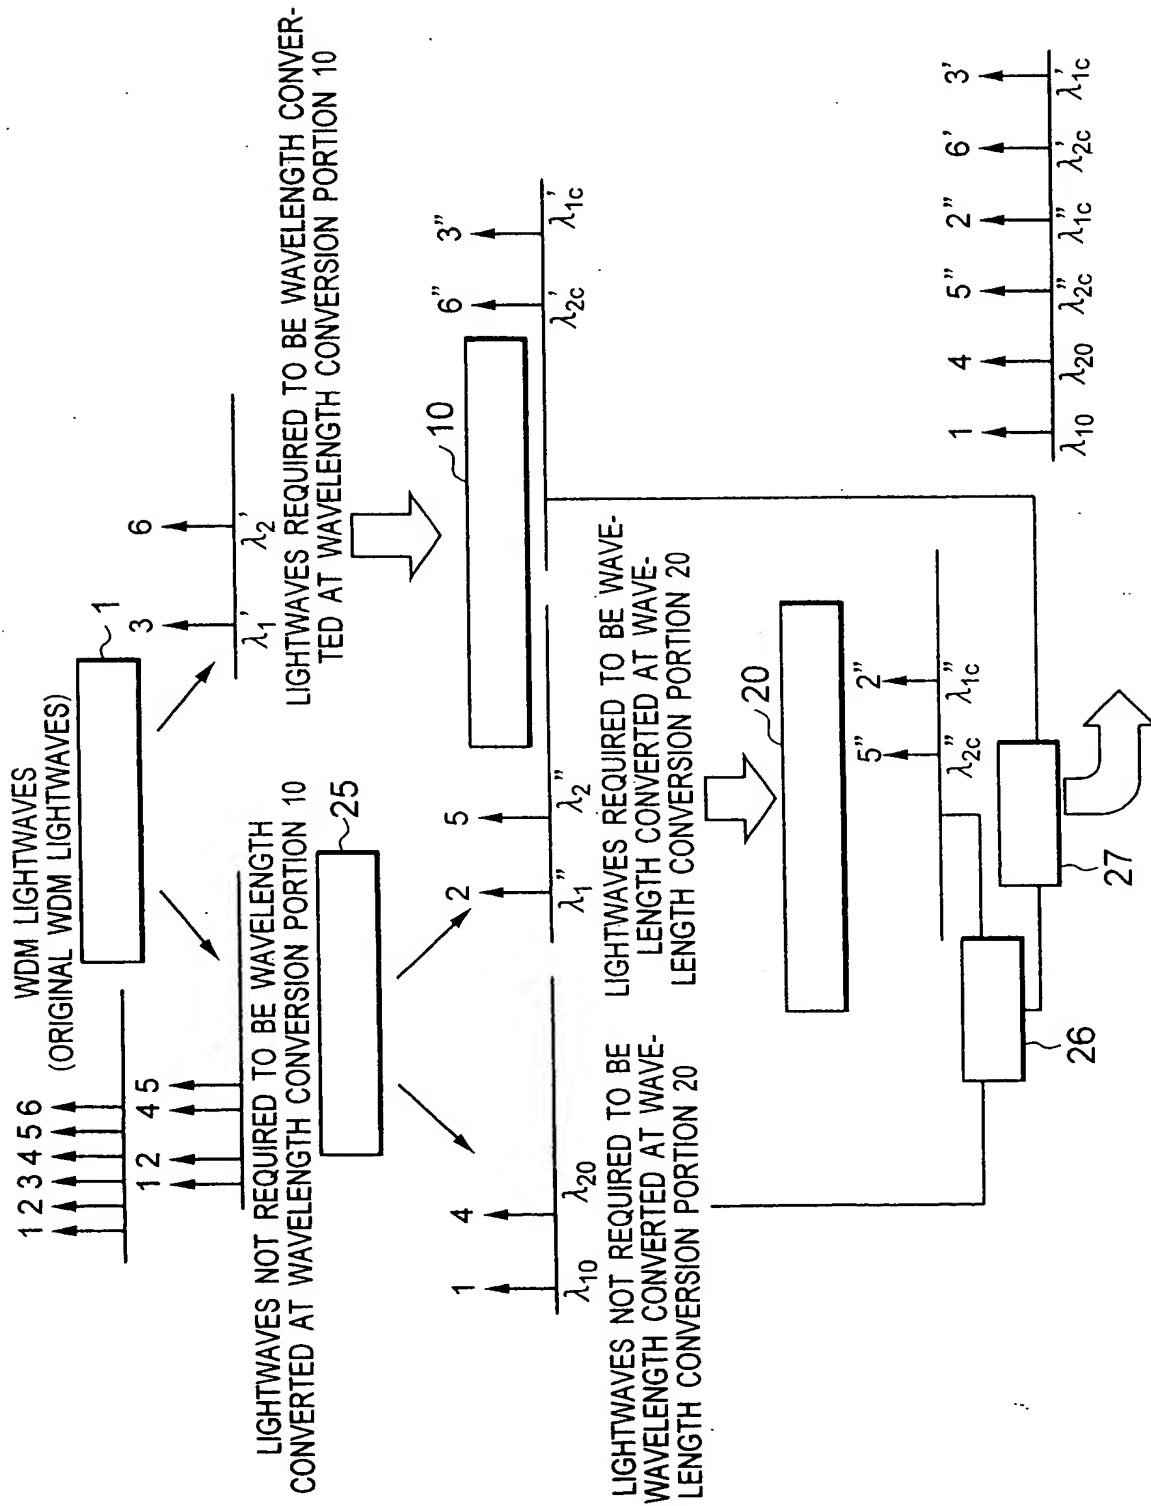 WDM LIGHTWAVES
(ORIGINAL WDM LIGHTWAVES)
1 2 3 4 5 6
1
1 2 4 5
3 6
λ1' λ2'
LIGHTWAVES NOT REQUIRED TO BE WAVELENGTH
CONVERTED AT WAVELENGTH CONVERSION PORTION 10
LIGHTWAVES REQUIRED TO BE WAVELENGTH CONVER-
TED AT WAVELENGTH CONVERSION PORTION 10
25
10
1 4
λ10 λ20
2 5
λ1" λ2"
6" 3"
λ2c' λ1c'
LIGHTWAVES NOT REQUIRED TO BE
WAVELENGTH CONVERTED AT WAVE-
LENGTH CONVERSION PORTION 20
LIGHTWAVES REQUIRED TO BE WAVE-
LENGTH CONVERTED AT WAVE-
LENGTH CONVERSION PORTION 20
20
5" 2"
λ2c" λ1c"
26
27
1 4 5" 2" 6' 3'
λ10 λ20 λ2c" λ1c" λ2c' λ1c'